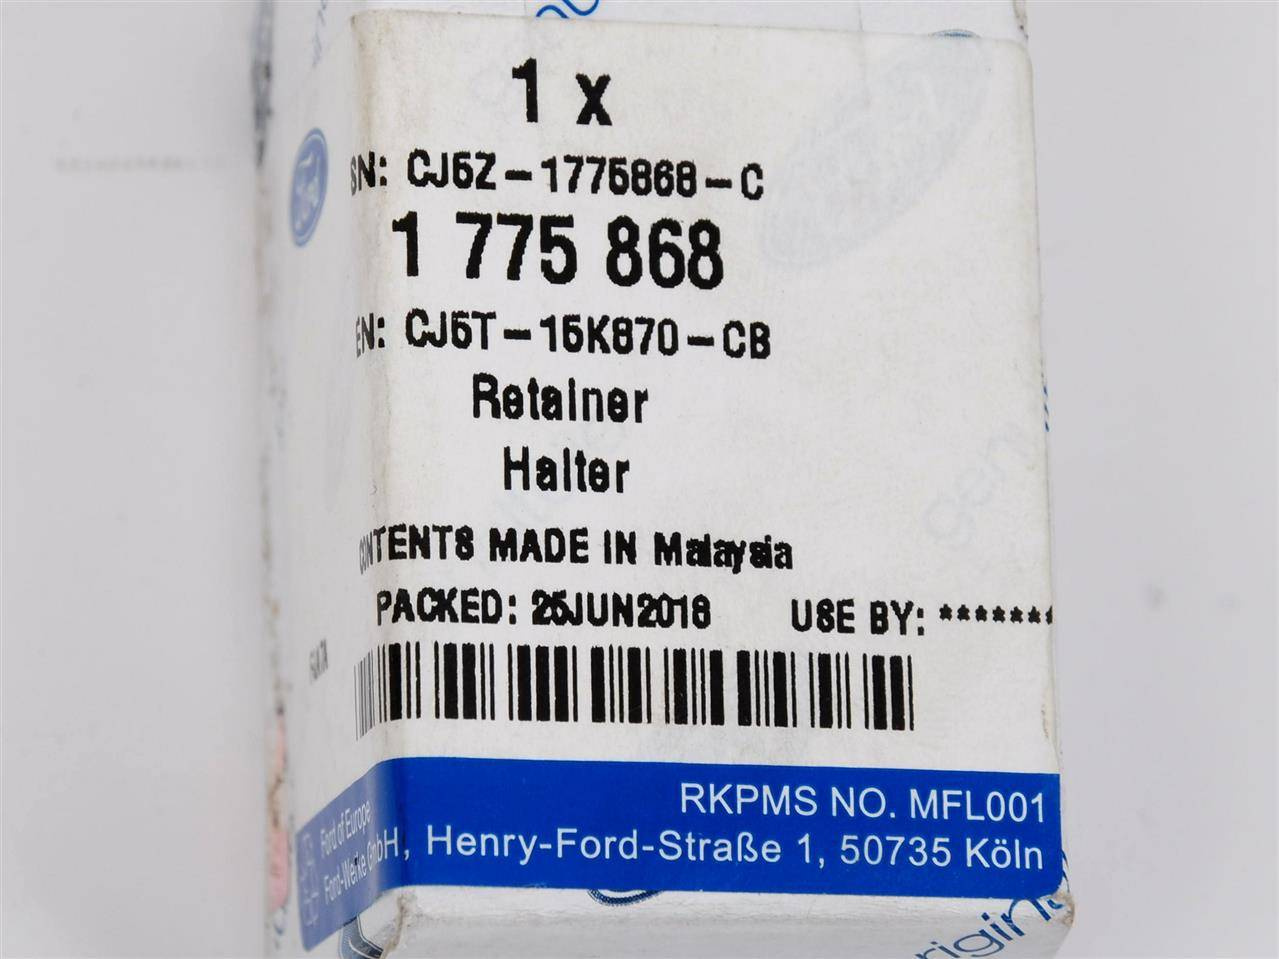 1 x
SN: CJ5Z-1775868-C
1 775 868
EN: CJ5T-15K870-CB
Retainer
Halter
CONTENTS MADE IN Malaysia
PACKED: 25JUN2018 USE BY: *******
RKPMS NO. MFL001
Ford of Europe
Ford-Werke GmbH, Henry-Ford-Straße 1, 50735 Köln